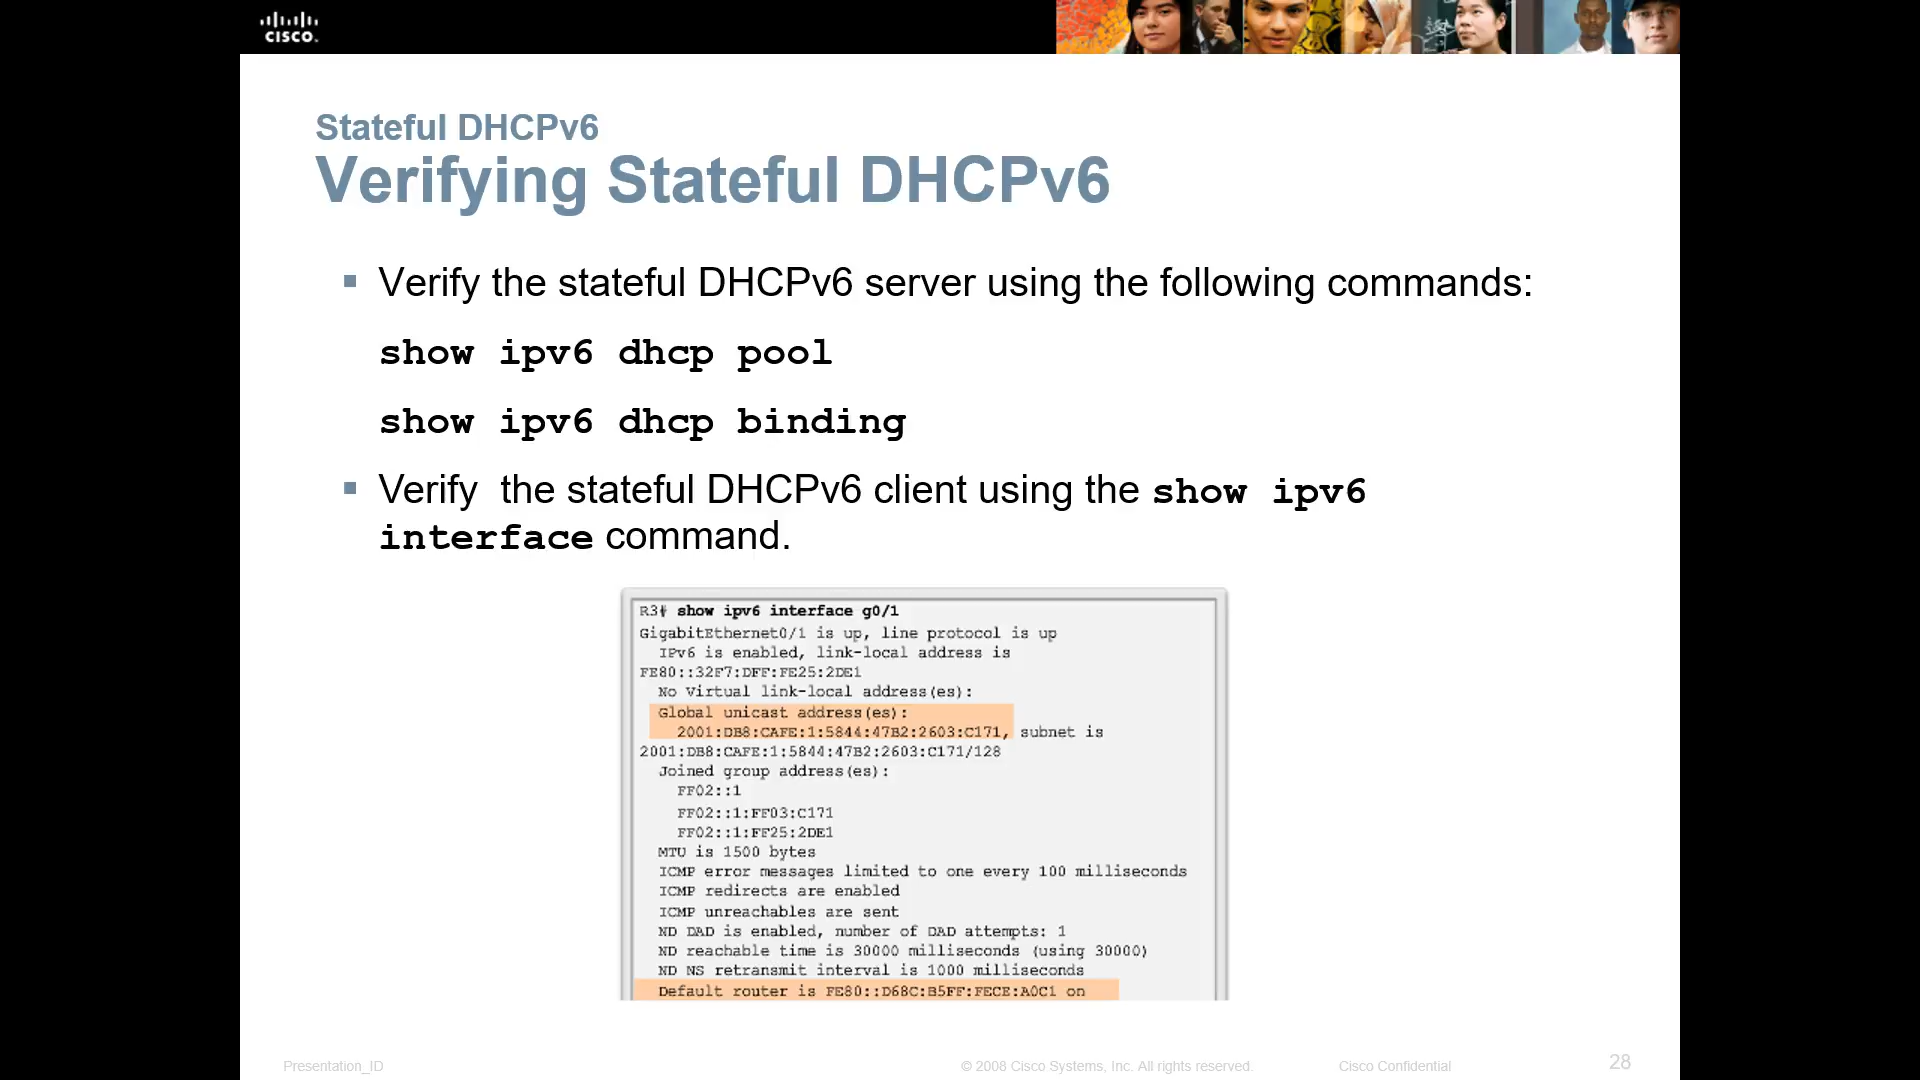 CISCO
Stateful DHCPv6
Verifying Stateful DHCPv6
Verify the stateful DHCPv6 server using the following commands:
show ipv6 dhcp pool
show ipv6 dhcp binding
Verify the stateful DHCPv6 client using the show ipv6
interface command.
R3# show ipv6 interface g0/1
GigabitEthernet0/1 is up, line protocol is up
IPv6 is enabled, link-local address is
FE80::32F7:DFF:FE25:2DE1
No Virtual link-local address(es):
Global unicast address(es):
2001:DB8:CAFE:1:5844:47B2:2603:C171, subnet is
2001:DB8:CAFE:1:5844:47B2:2603:C171/128
Joined group address(es):
FF02::1
FF02::1:FF03:C171
FF02::1:FF25:2DE1
MTU is 1500 bytes
ICMP error messages limited to one every 100 milliseconds
ICMP redirects are enabled
ICMP unreachables are sent
ND DAD is enabled, number of DAD attempts: 1
ND reachable time is 30000 milliseconds (using 30000)
ND NS retransmit interval is 1000 milliseconds
Default router is FE80::D68C:B5FF:FECE:A0C1 on
Presentation_ID
© 2008 Cisco Systems, Inc. All rights reserved.
Cisco Confidential
28